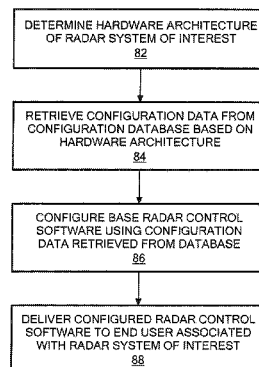 DETERMINE HARDWARE ARCHITECTURE
OF RADAR SYSTEM OF INTEREST
82
RETRIEVE CONFIGURATION DATA FROM
CONFIGURATION DATABASE BASED ON
HARDWARE ARCHITECTURE
84
CONFIGURE BASE RADAR CONTROL
SOFTWARE USING CONFIGURATION
DATA RETRIEVED FROM DATABASE
86
DELIVER CONFIGURED RADAR CONTROL
SOFTWARE TO END USER ASSOCIATED
WITH RADAR SYSTEM OF INTEREST
88